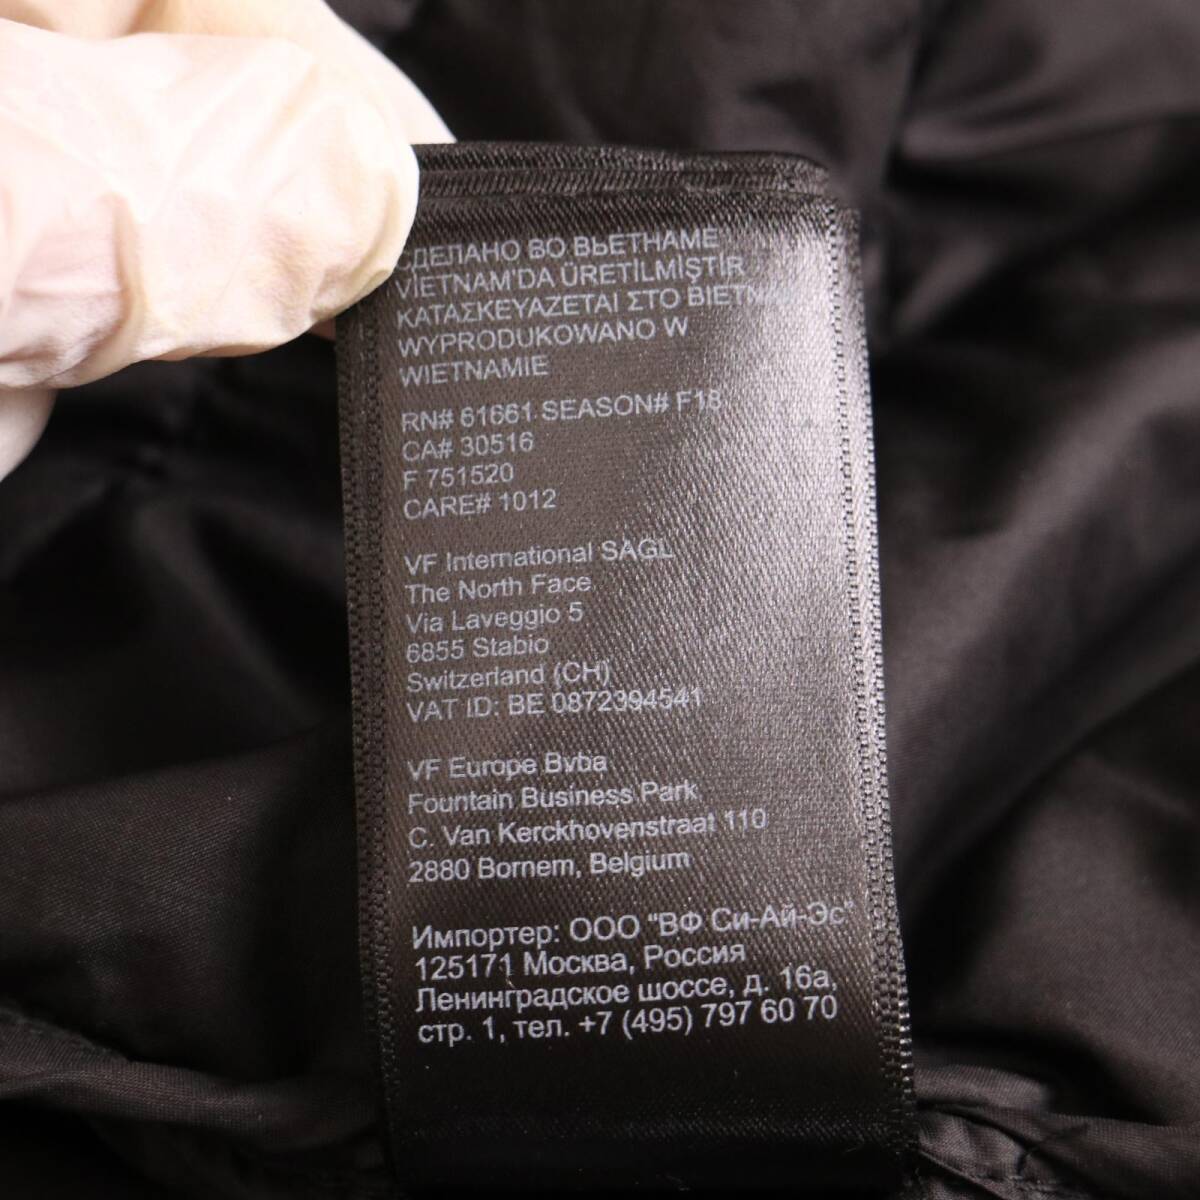 СДЕЛАНО ВО ВЬЕТНАМЕ
VIETNAM'DA ÜRETİLMİŞTİR
ΚΑΤΑΣΚΕΥΑΖΕΤΑΙ ΣΤΟ ΒΙΕΤΝΑΜ
WYPRODUKOWANO W
WIETNAMIE
RN# 61661 SEASON# F18
CA# 30516
F 751520
CARE# 1012
VF International SAGL
The North Face
Via Laveggio 5
6855 Stabio
Switzerland (CH)
VAT ID: BE 0872394541
VF Europe Bvba
Fountain Business Park
C. Van Kerckhovenstraat 110
2880 Bornem, Belgium
Импортер: ООО "ВФ Си-Ай-Эс"
125171 Москва, Россия
Ленинградское шоссе, д. 16а,
стр. 1, тел. +7 (495) 797 60 70